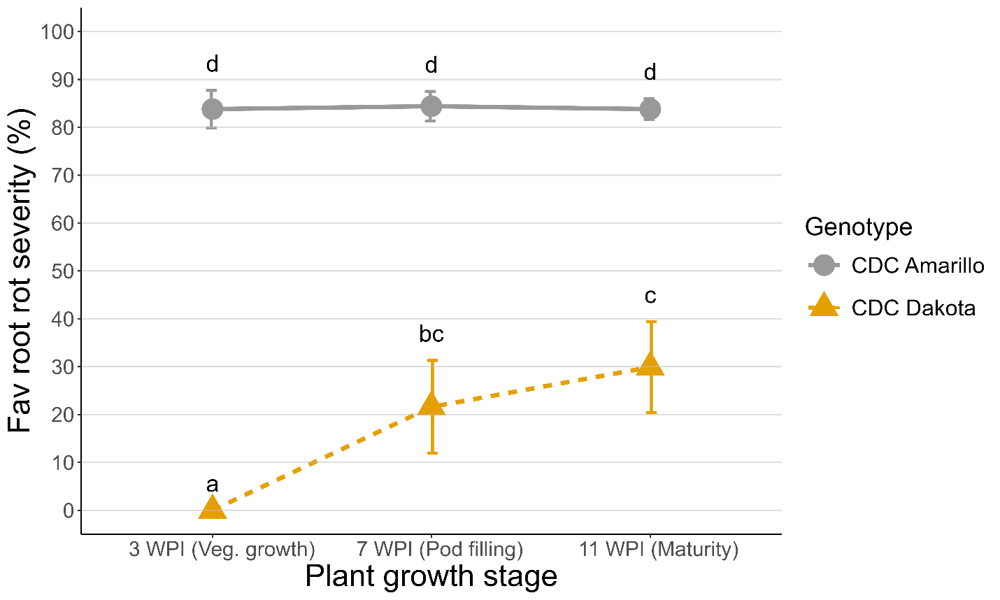 Fav root rot severity (%)
100
90
80
70
60
50
40
30
20
10
0
d
d
d
a
bc
c
3 WPI (Veg. growth)
7 WPI (Pod filling)
11 WPI (Maturity)
Plant growth stage
Genotype
CDC Amarillo
CDC Dakota